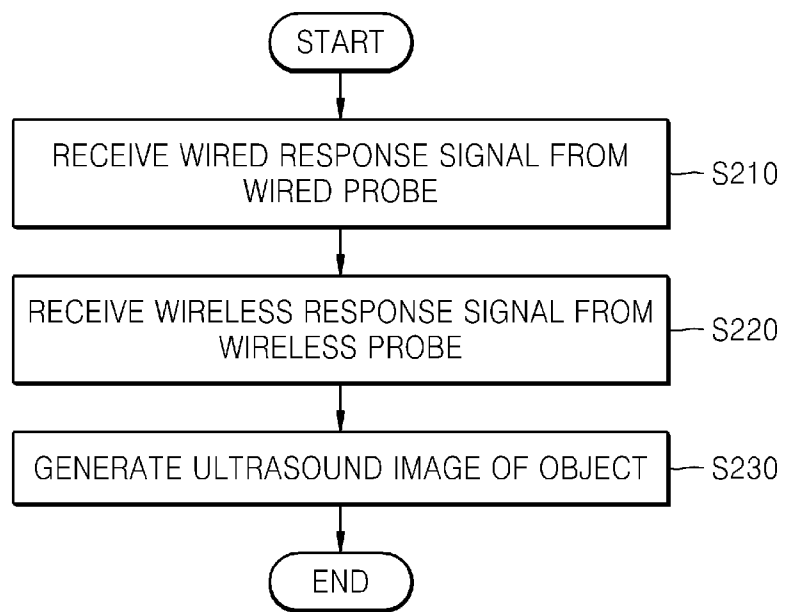 START
RECEIVE WIRED RESPONSE SIGNAL FROM
WIRED PROBE
S210
RECEIVE WIRELESS RESPONSE SIGNAL FROM
WIRELESS PROBE
S220
GENERATE ULTRASOUND IMAGE OF OBJECT
S230
END